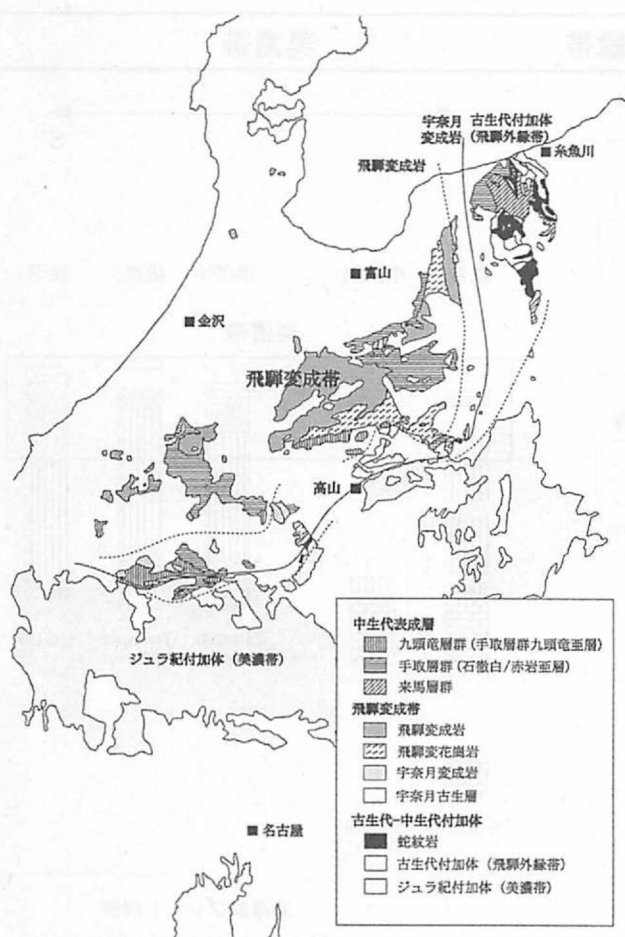 宇奈月 古生代付加体
変成岩 (飛騨外縁帯)
糸魚川
飛騨変成岩
富山
金沢
飛騨変成帯
高山
ジュラ紀付加体 (美濃帯)
名古屋
中生代表成層
九頭竜層群 (手取層群九頭竜亜層)
手取層群 (石徹白/赤岩亜層)
来馬層群
飛騨変成帯
飛騨変成岩
飛騨変花崗岩
宇奈月変成岩
宇奈月古生層
古生代-中生代付加体
蛇紋岩
古生代付加体 (飛騨外縁帯)
ジュラ紀付加体 (美濃帯)